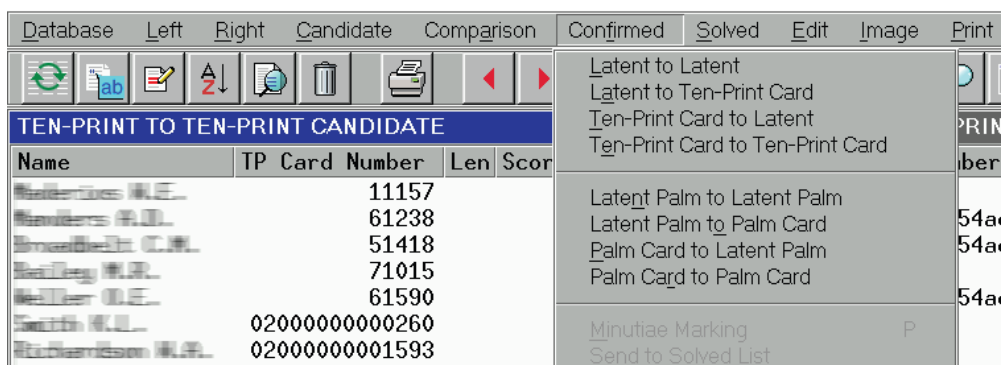 Database Left Right Candidate Comparison Confirmed Solved Edit Image Print
ab A Z
Latent to Latent
Latent to Ten-Print Card
Ten-Print Card to Latent
Ten-Print Card to Ten-Print Card
Latent Palm to Latent Palm
Latent Palm to Palm Card
Palm Card to Latent Palm
Palm Card to Palm Card
Minutiae Marking P
Send to Solved List
TEN-PRINT TO TEN-PRINT CANDIDATE PRIN
Name TP Card Number Len Scor ber
11157
61238 54a
51418 54a
71015
61590 54a
02000000000260
02000000001593